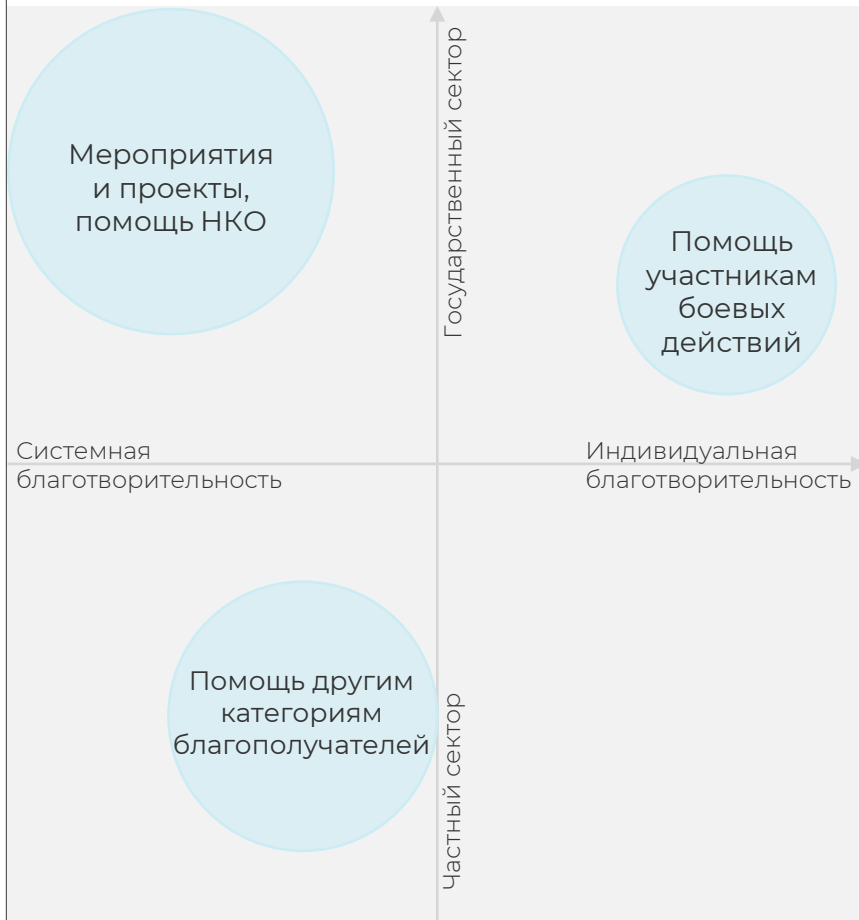 Мероприятия
и проекты,
помощь НКО
Государственный сектор
Помощь
участникам
боевых
действий
Системная
благотворительность
Индивидуальная
благотворительность
Помощь другим
категориям
благополучателей
Частный сектор